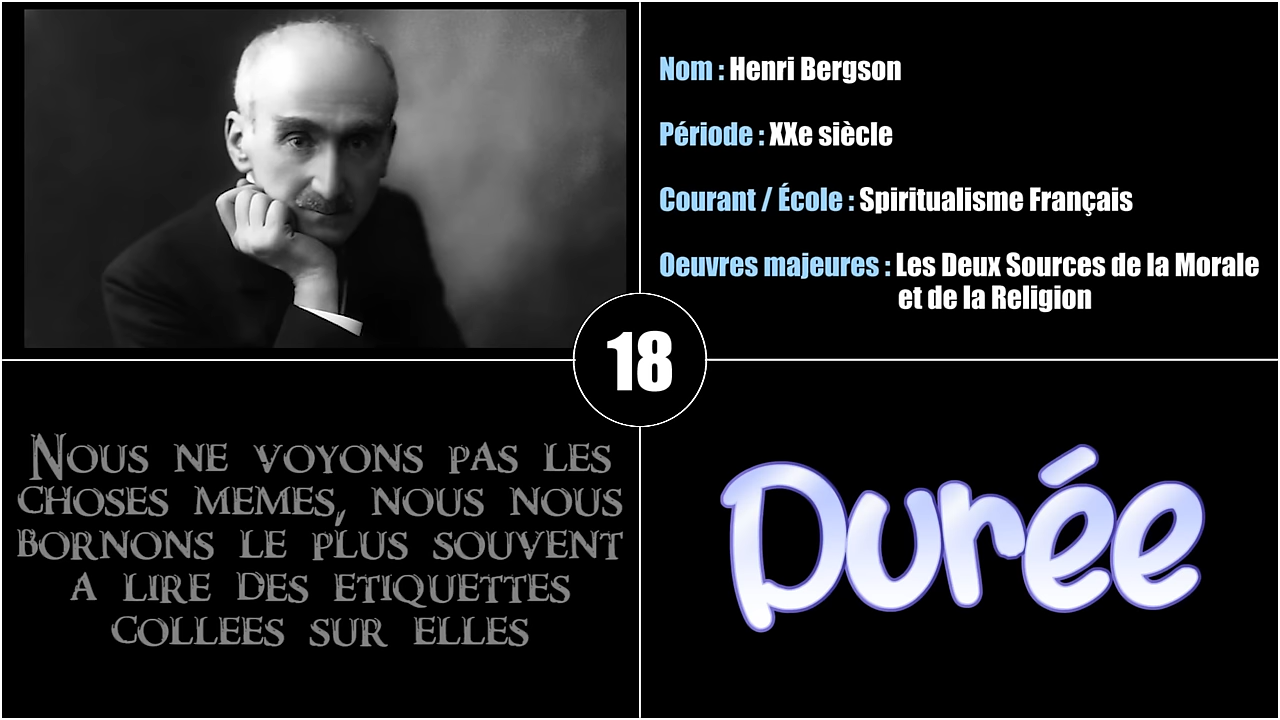 Nom : Henri Bergson
Période : XXe siècle
Courant / École : Spiritualisme Français
Oeuvres majeures : Les Deux Sources de la Morale
et de la Religion
18
Nous ne voyons pas les
choses memes, nous nous
bornons le plus souvent
a lire des etiquettes
collees sur elles
Durée